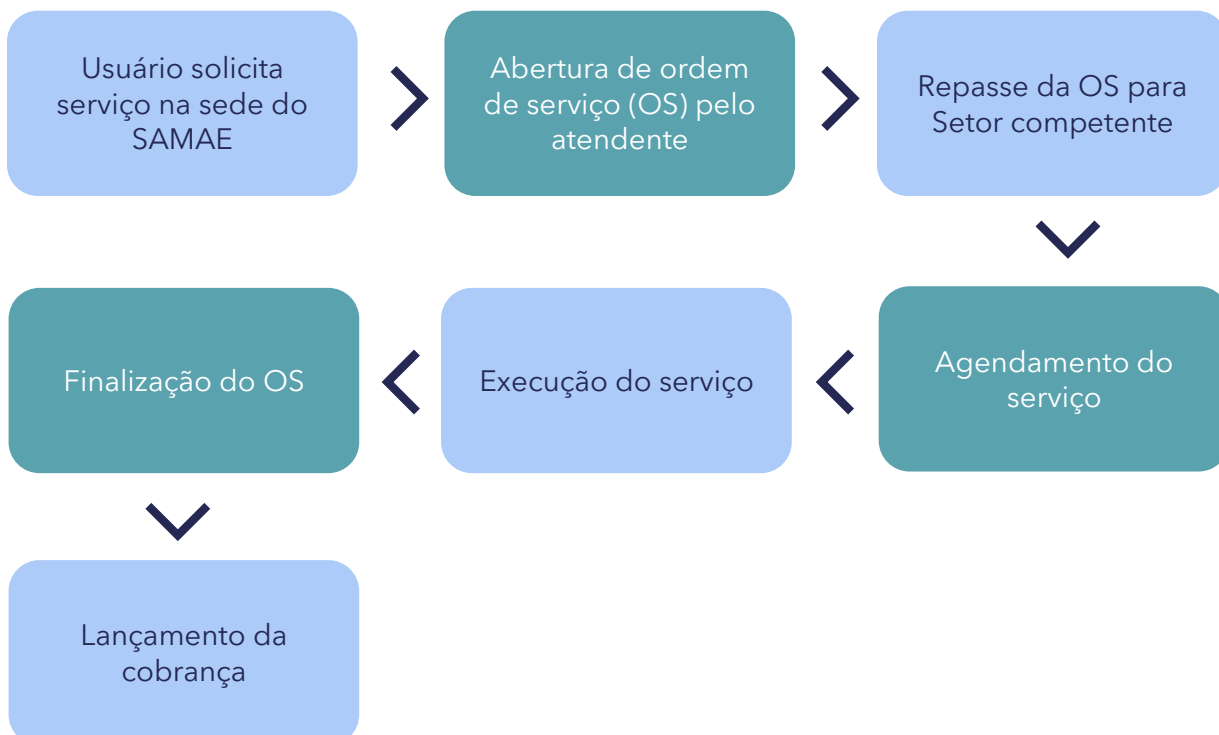 Usuário solicita
serviço na sede do
SAMAE
Abertura de ordem
de serviço (OS) pelo
atendente
Repasse da OS para
Setor competente
Agendamento do
serviço
Execução do serviço
Finalização do OS
Lançamento da
cobrança